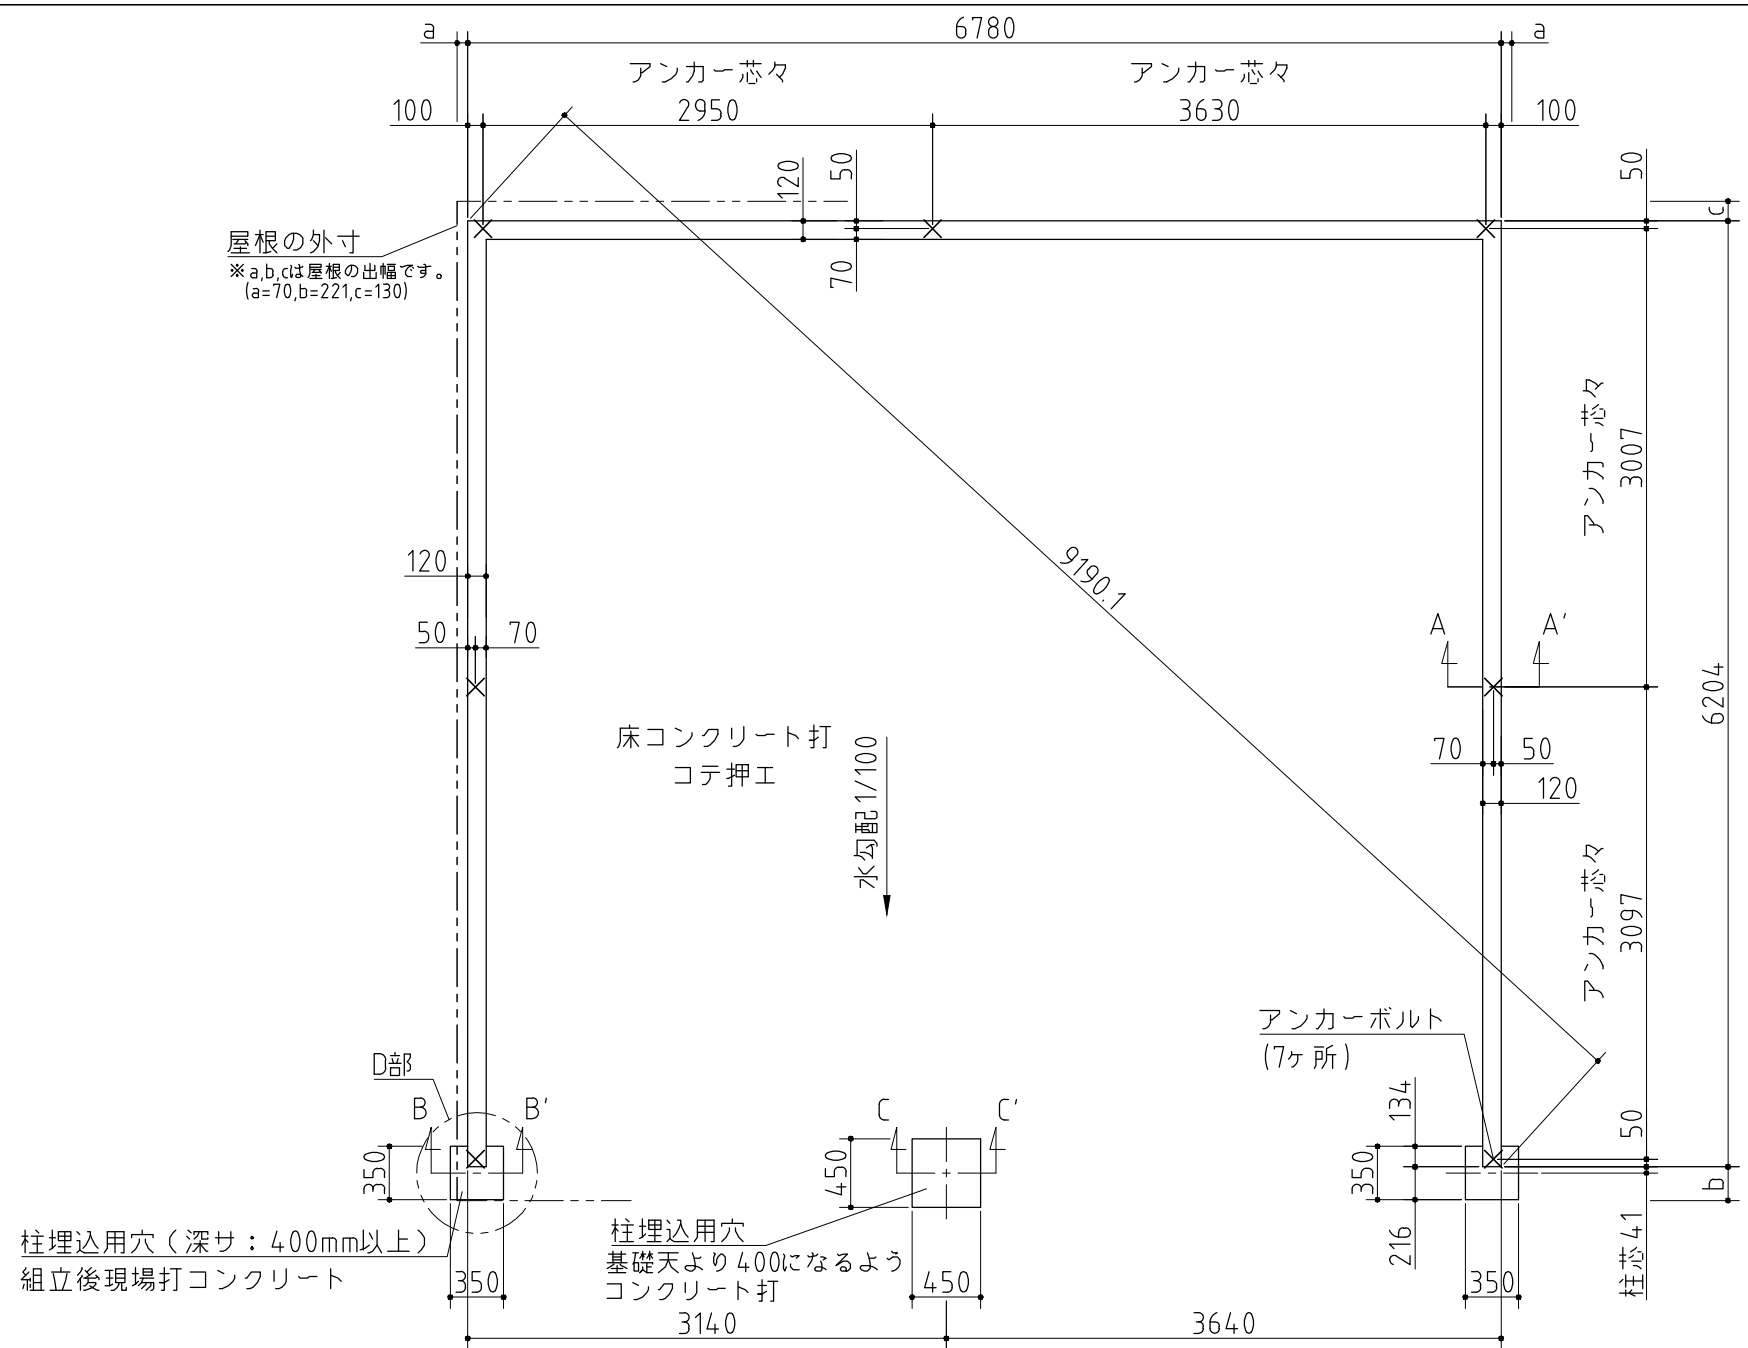 a
6780
a
アンカー芯々
アンカー芯々
100
2950
3630
100
120
50
50
c
屋根の外寸
※a,b,cは屋根の出幅です。
(a=70,b=221,c=130)
70
アンカー芯々
3007
120
9190.1
50
70
A
A'
6204
床コンクリート打
コテ押エ
水勾配1/100
70
50
120
アンカー芯々
3097
アンカーボルト
(7ヶ所)
D部
B
B'
C
C'
134
50
350
450
350
b
柱埋込用穴(深サ:400mm以上)
組立後現場打コンクリート
柱埋込用穴
基礎天より400になるよう
コンクリート打
216
柱芯41
350
450
350
3140
3640